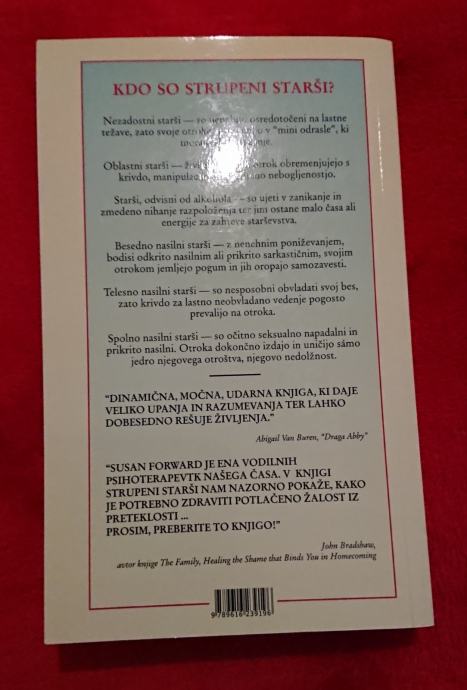 KDO SO STRUPENI STARŠI?
Nezadostni starši — osredotočeni na lastne
težave, zato svoje v "mini odrasle", ki
Oblastni starši — otrok obremenjujejo s
krivdo, nebogljenostjo.
Starši, odvisni od alkohola — so ujeti v zanikanje in
zmedeno nihanje razpoloženja ter jim ostane malo časa ali
energije za zahteve starševstva.
Besedno nasilni starši — z nenehnim poniževanjem,
bodisi odkrito nasilnim ali prikrito sarkastičnim, svojim
otrokom jemljejo pogum in jih oropajo samozavesti.
Telesno nasilni starši — so nesposobni obvladati svoj bes,
zato krivdo za lastno neobvladano vedenje pogosto
prevalijo na otroka.
Spolno nasilni starši — so očitno seksualno napadalni in
prikrito nasilni. Otroka dokončno izdajo in uničijo sámo
jedro njegovega otroštva, njegovo nedolžnost.
"DINAMIČNA, MOČNA, UDARNA KNJIGA, KI DAJE
VELIKO UPANJA IN RAZUMEVANJA TER LAHKO
DOBESEDNO REŠUJE ŽIVLJENJA."
Abigail Van Buren, "Draga Abby"
"SUSAN FORWARD JE ENA VODILNIH
PSIHOTERAPEVTK NAŠEGA ČASA. V KNJIGI
STRUPENI STARŠI NAM NAZORNO POKAŽE, KAKO
JE POTREBNO ZDRAVITI POTLAČENO ŽALOST IZ
PRETEKLOSTI ...
PROSIM, PREBERITE TO KNJIGO!"
John Bradshaw,
avtor knjige The Family, Healing the Shame that Binds You in Homecoming
9789616239196